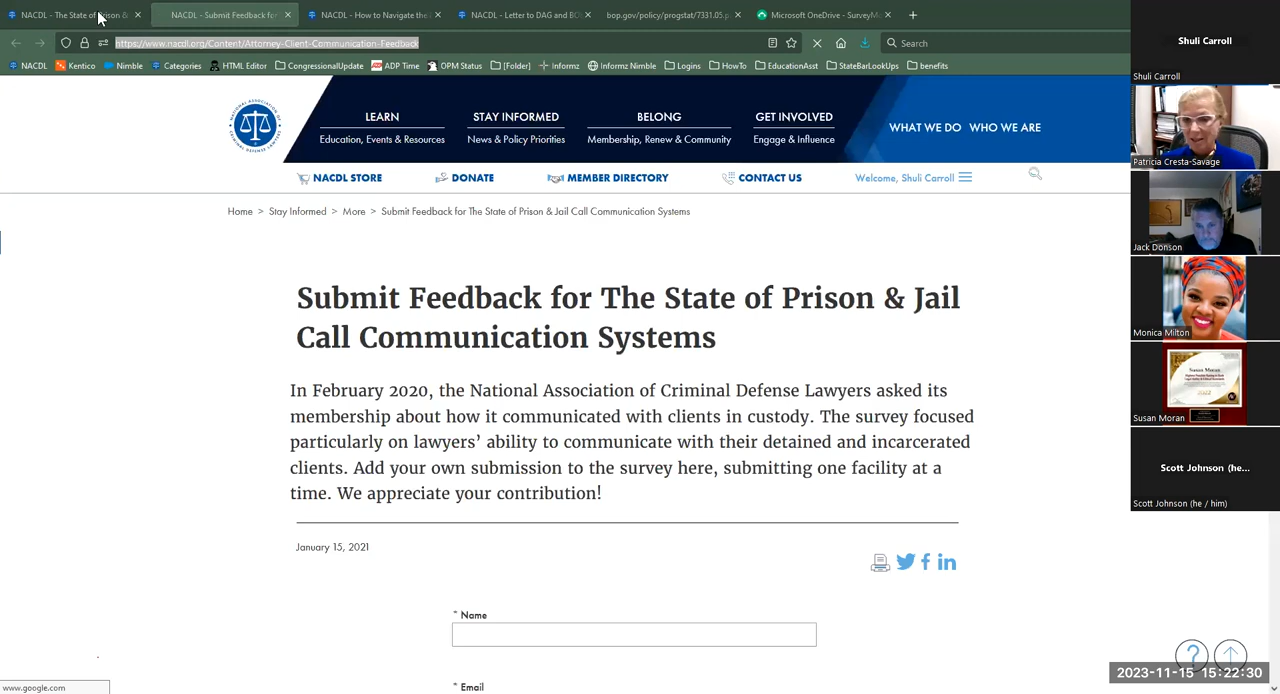 NACDL - The State of Prison &
NACDL - Submit Feedback for
NACDL - How to Navigate the
NACDL - Letter to DAG and BO
bop.gov/policy/progstat/7331.05.p
Microsoft OneDrive - SurveyM
https://www.nacdl.org/Content/Attorney-Client-Communication-Feedback
Search
NACDL
Kentico
Nimble
Categories
HTML Editor
CongressionalUpdate
ADP Time
OPM Status
[Folder]
Informz
Informz Nimble
Logins
HowTo
EducationAsst
StateBarLookUps
benefits
LEARN
Education, Events & Resources
STAY INFORMED
News & Policy Priorities
BELONG
Membership, Renew & Community
GET INVOLVED
Engage & Influence
WHAT WE DO WHO WE ARE
NACDL STORE
DONATE
MEMBER DIRECTORY
CONTACT US
Welcome, Shuli Carroll
Home > Stay Informed > More > Submit Feedback for The State of Prison & Jail Call Communication Systems
Submit Feedback for The State of Prison & Jail
Call Communication Systems
In February 2020, the National Association of Criminal Defense Lawyers asked its
membership about how it communicated with clients in custody. The survey focused
particularly on lawyers’ ability to communicate with their detained and incarcerated
clients. Add your own submission to the survey here, submitting one facility at a
time. We appreciate your contribution!
January 15, 2021
* Name
* Email
www.google.com
Shuli Carroll
Shuli Carroll
Patricia Cresta-Savage
Jack Donson
Monica Milton
Susan Moran
Susan Moran
Scott Johnson (he...
Scott Johnson (he / him)
2023-11-15 15:22:30